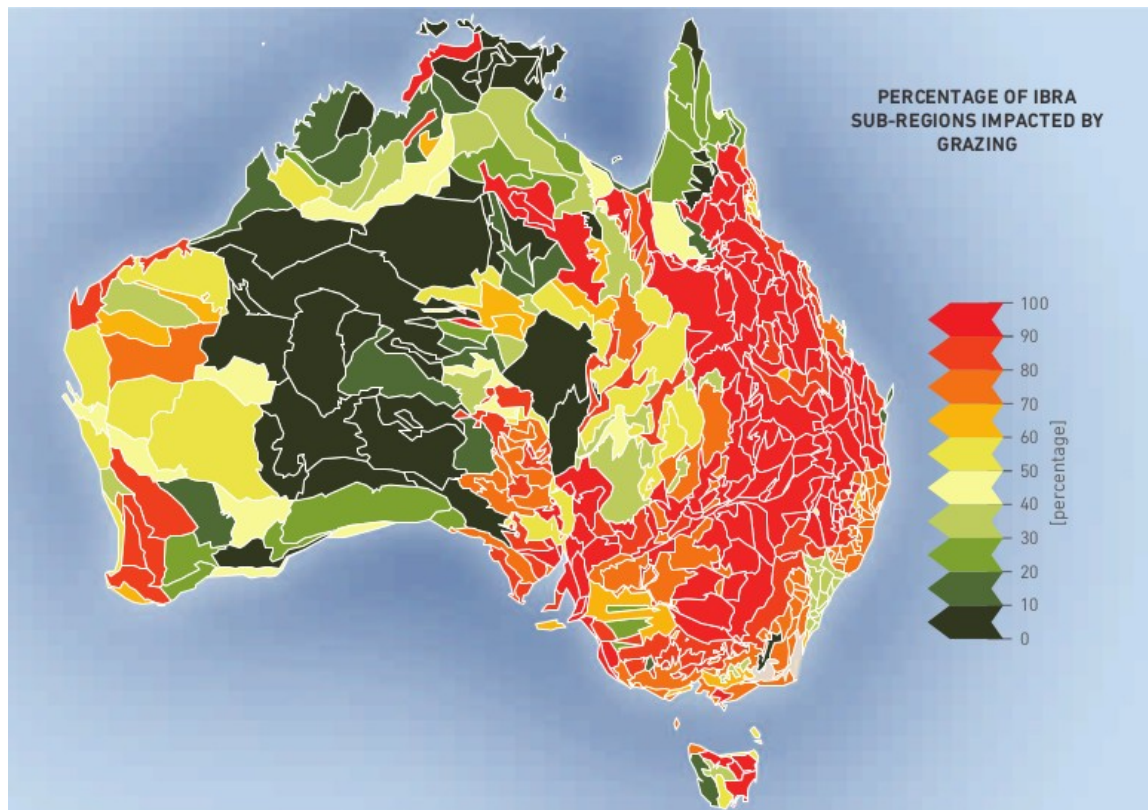 PERCENTAGE OF IBRA
SUB-REGIONS IMPACTED BY
GRAZING
100
90
80
70
60
50
40
30
20
10
0
[percentage]